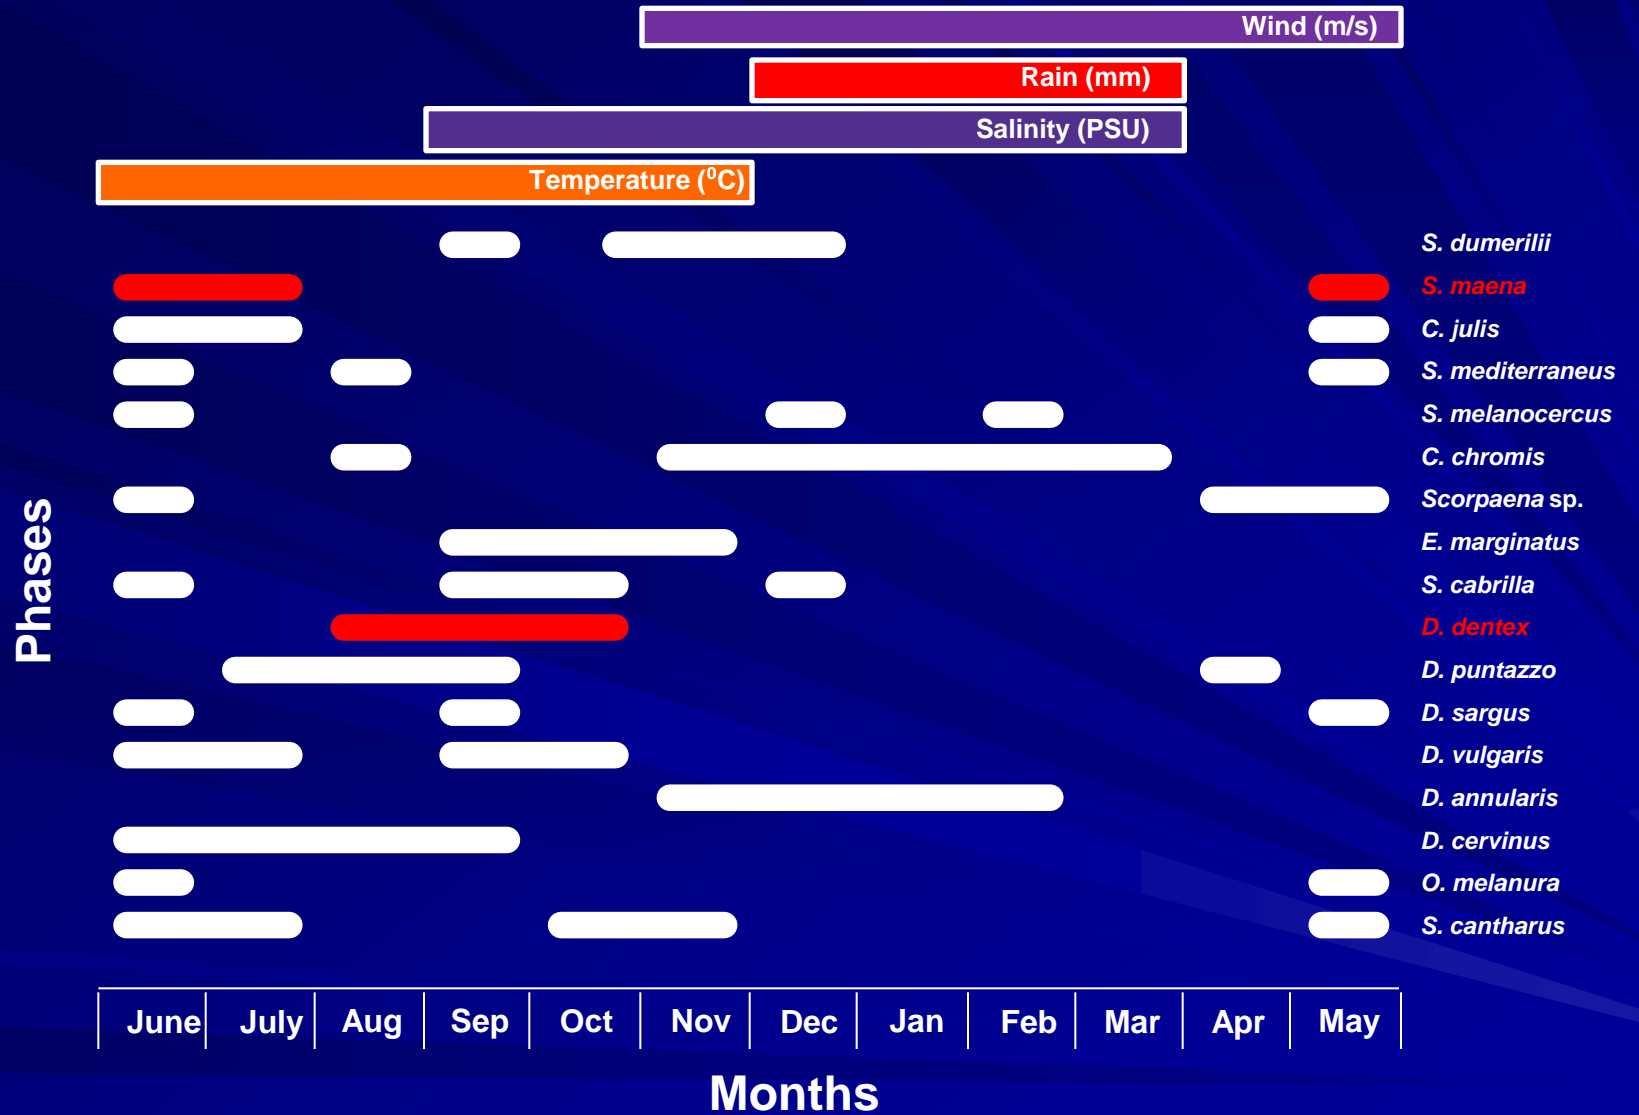 Wind (m/s)
Rain (mm)
Salinity (PSU)
Temperature (⁰C)
S. dumerilii
S. maena
C. julis
S. mediterraneus
S. melanocercus
C. chromis
Scorpaena sp.
E. marginatus
S. cabrilla
D. dentex
D. puntazzo
D. sargus
D. vulgaris
D. annularis
D. cervinus
O. melanura
S. cantharus
Phases
June July Aug Sep Oct Nov Dec Jan Feb Mar Apr May
Months